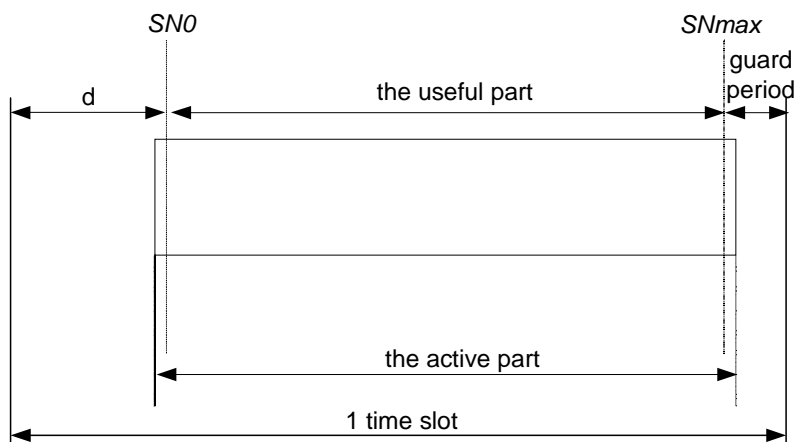 SN0
SNmax
guard
period
d
the useful part
the active part
1 time slot